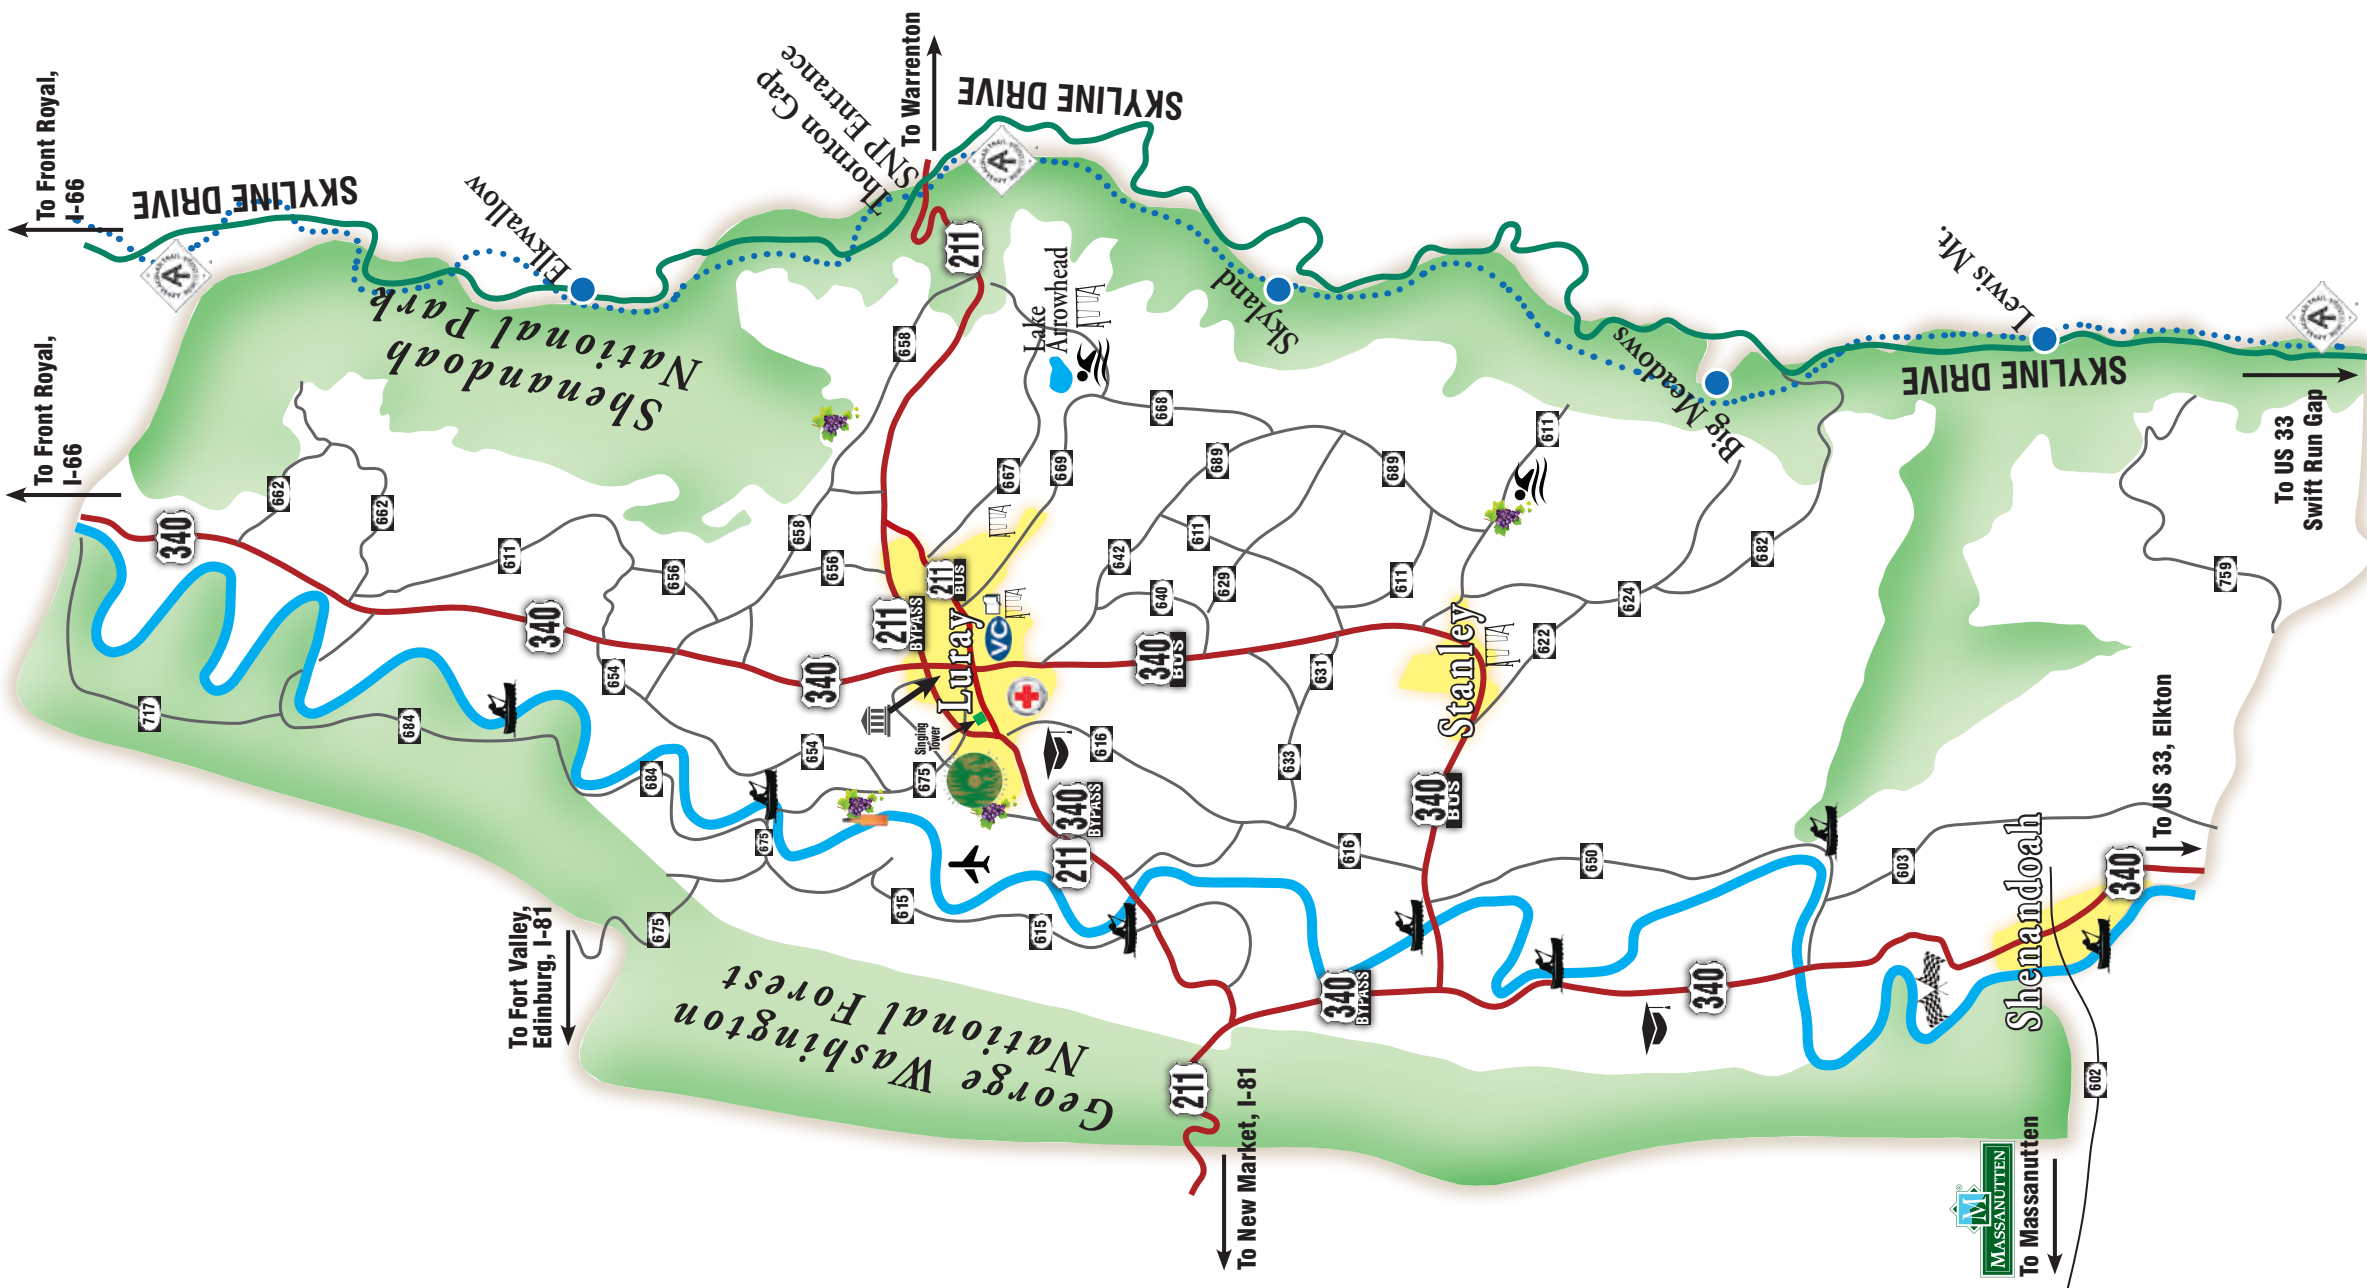 To Front Royal,
I-66
SKYLINE DRIVE
To Front Royal,
I-66
Elkwallow
Shenandoah
National Park
Thornton Gap
SNP Entrance
To Warrenton
SKYLINE DRIVE
211
658
Lake
Arrowhead
Skyland
Big Meadows
Lewis Mt.
SKYLINE DRIVE
To US 33
Swift Run Gap
662
662
340
611
656
658
656
340
654
340
717
684
684
654
675
675
675
211
BYPASS
211
BUS
Luray
VC
Singing
Tower
667
669
668
689
689
611
642
611
640
629
611
340
BUS
631
633
616
616
340
BYPASS
211
615
615
Stanley
622
624
682
340
BUS
650
603
759
340
BYPASS
340
340
Shenandoah
To US 33, Elkton
To Fort Valley,
Edinburg, I-81
George Washington
National Forest
211
To New Market, I-81
602
M
®
MASSANUTTEN
To Massanutten